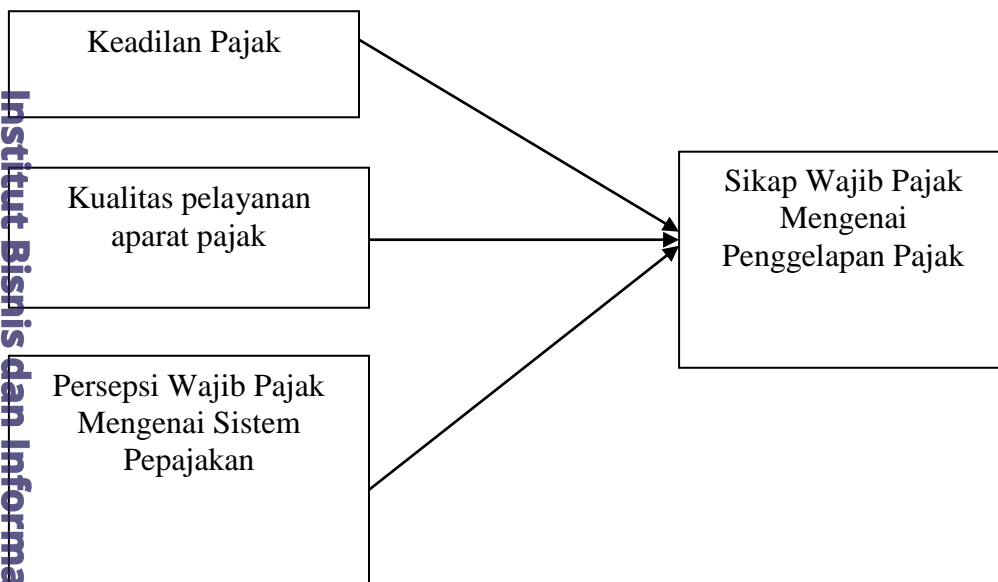 Keadilan Pajak
Kualitas pelayanan
aparat pajak
Persepsi Wajib Pajak
Mengenai Sistem
Pepajakan
Sikap Wajib Pajak
Mengenai
Penggelapan Pajak
Institut Bisnis dan Informa